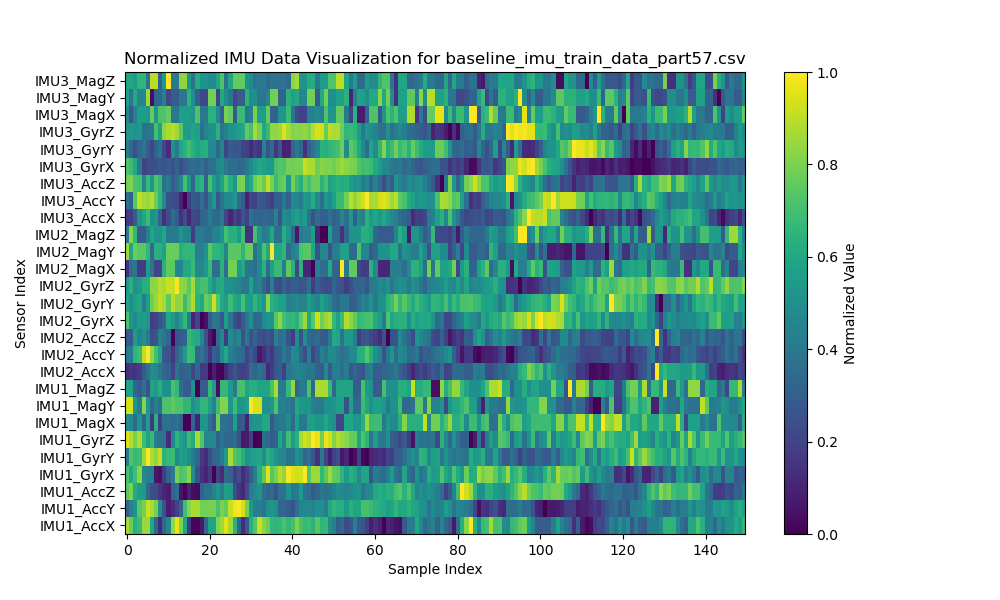 Normalized IMU Data Visualization for baseline_imu_train_data_part57.csv
Sensor Index
IMU3_MagZ
IMU3_MagY
IMU3_MagX
IMU3_GyrZ
IMU3_GyrY
IMU3_GyrX
IMU3_AccZ
IMU3_AccY
IMU3_AccX
IMU2_MagZ
IMU2_MagY
IMU2_MagX
IMU2_GyrZ
IMU2_GyrY
IMU2_GyrX
IMU2_AccZ
IMU2_AccY
IMU2_AccX
IMU1_MagZ
IMU1_MagY
IMU1_MagX
IMU1_GyrZ
IMU1_GyrY
IMU1_GyrX
IMU1_AccZ
IMU1_AccY
IMU1_AccX
0 20 40 60 80 100 120 140
Sample Index
1.0
0.8
0.6
0.4
0.2
0.0
Normalized Value